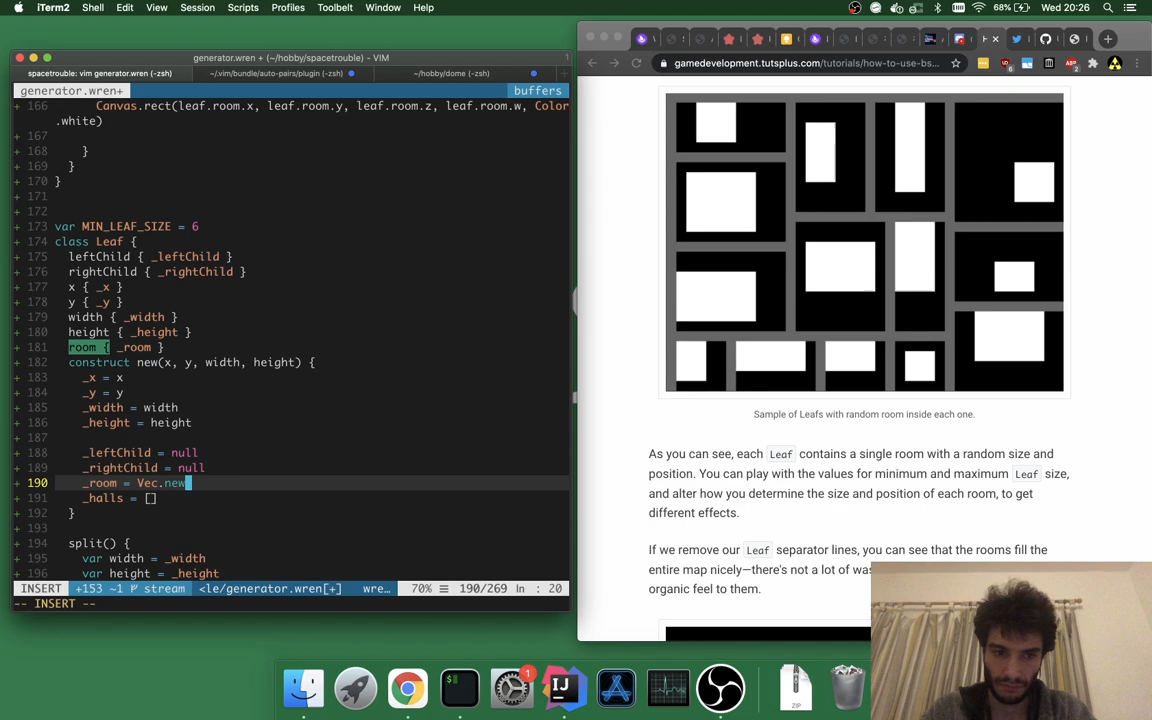 iTerm2 Shell Edit View Session Scripts Profiles Toolbelt Window Help
68% Wed 20:26
generator.wren + (~/hobby/spacetrouble) - VIM
spacetrouble: vim generator.wren (-zsh) ~/.vim/bundle/auto-pairs/plugin (-zsh) ~/hobby/dome (-zsh)
generator.wren+ buffers
+ 166 Canvas.rect(leaf.room.x, leaf.room.y, leaf.room.z, leaf.room.w, Color
.white)
+ 167
+ 168 }
+ 169 }
+ 170 }
+ 171
+ 172
+ 173 var MIN_LEAF_SIZE = 6
+ 174 class Leaf {
+ 175 leftChild { _leftChild }
+ 176 rightChild { _rightChild }
+ 177 x { _x }
+ 178 y { _y }
+ 179 width { _width }
+ 180 height { _height }
+ 181 room { _room }
+ 182 construct new(x, y, width, height) {
+ 183 _x = x
+ 184 _y = y
+ 185 _width = width
+ 186 _height = height
+ 187
+ 188 _leftChild = null
+ 189 _rightChild = null
+ 190 _room = Vec.new
+ 191 _halls = []
+ 192 }
+ 193
+ 194 split() {
+ 195 var width = _width
+ 196 var height = _height
INSERT +153 ~1 stream <le/generator.wren[+] wre… 70% 190/269 ln : 20
-- INSERT --
gamedevelopment.tutsplus.com/tutorials/how-to-use-bs…
Sample of Leafs with random room inside each one.
As you can see, each Leaf contains a single room with a random size and
position. You can play with the values for minimum and maximum Leaf size,
and alter how you determine the size and position of each room, to get
different effects.
If we remove our Leaf separator lines, you can see that the rooms fill the
entire map nicely—there's not a lot of
organic feel to them.
1
ZIP